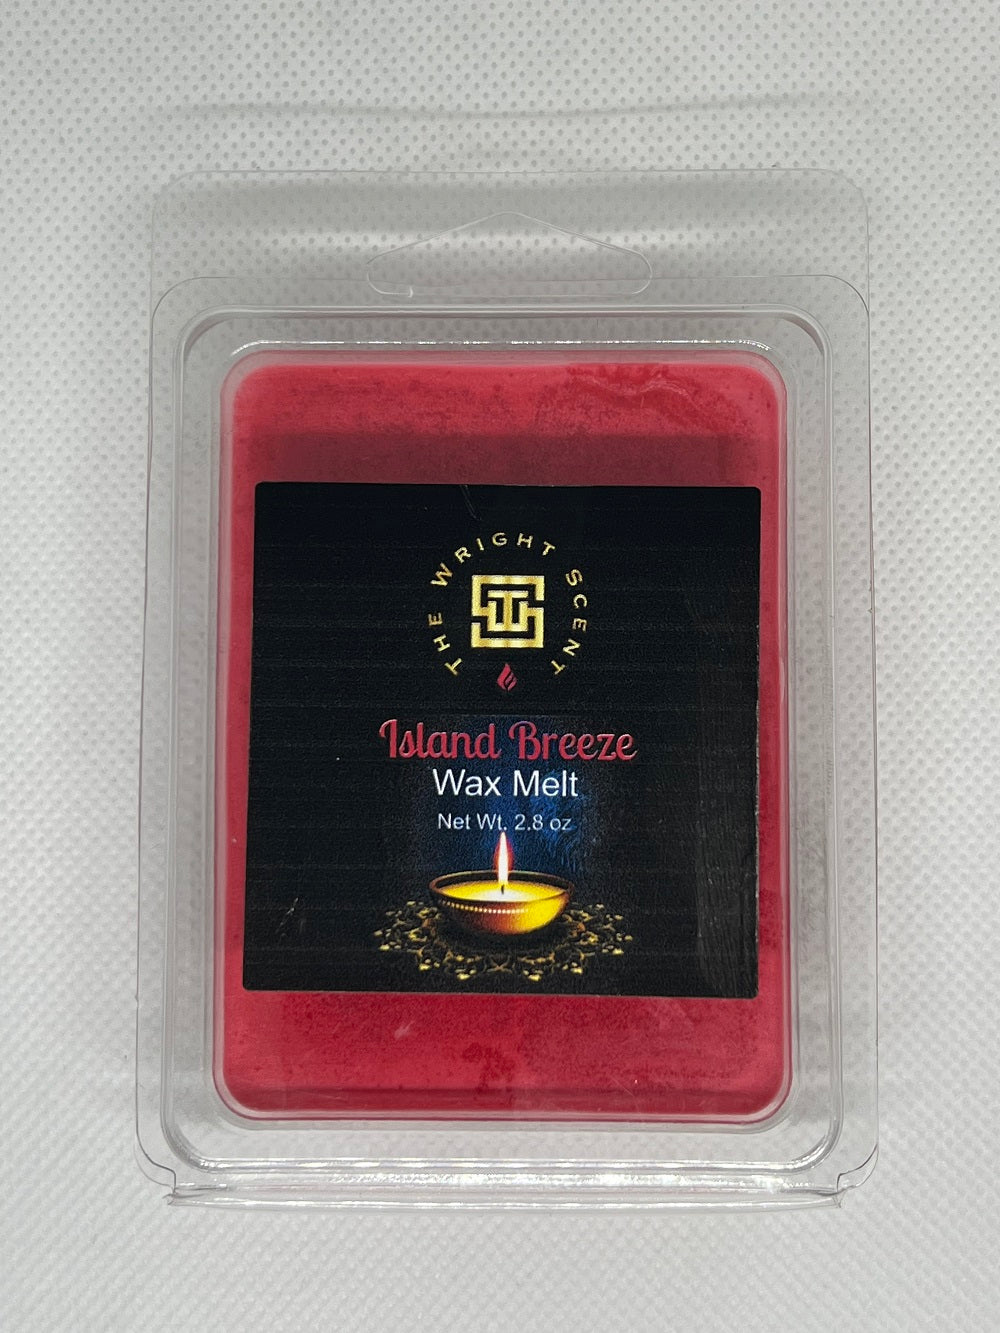 THE WRIGHT SCENT
Island Breeze
Wax Melt
Net Wt. 2.8 oz